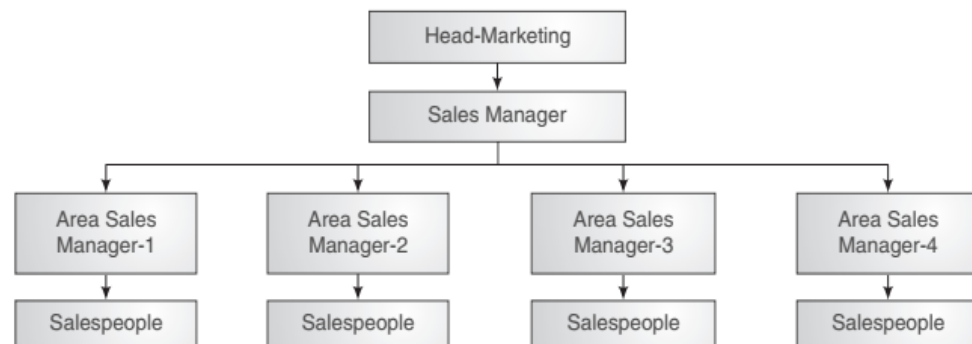 Head-Marketing
Sales Manager
Area Sales
Manager-1
Area Sales
Manager-2
Area Sales
Manager-3
Area Sales
Manager-4
Salespeople
Salespeople
Salespeople
Salespeople